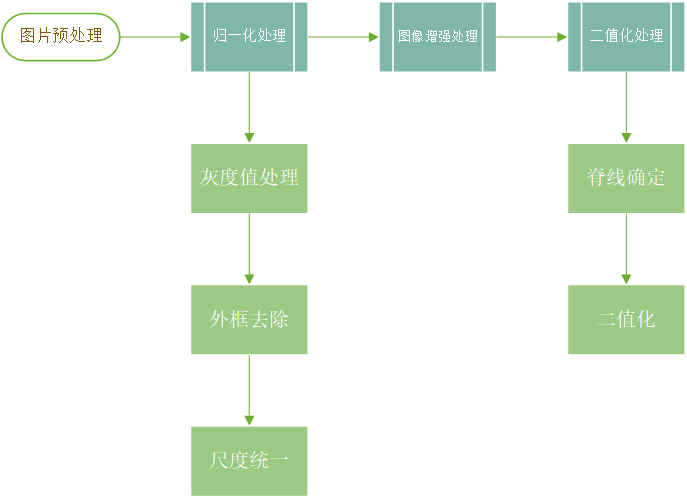 图片预处理
归一化处理
图像增强处理
二值化处理
灰度值处理
脊线确定
外框去除
二值化
尺度统一